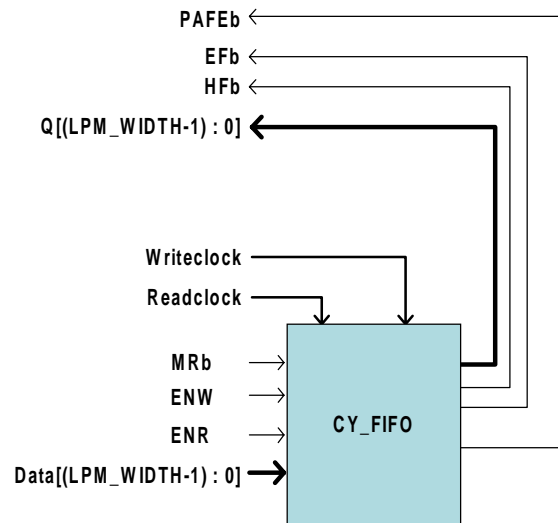 PAFEb
EFb
HFb
Q[(LPM_WIDTH-1) : 0]
Writeclock
Readclock
MRb
ENW
ENR
CY_FIFO
Data[(LPM_WIDTH-1) : 0]